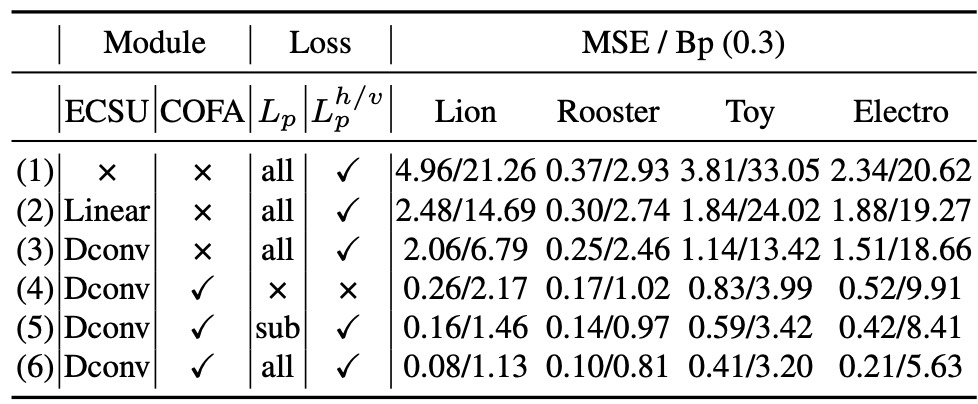 Module Loss MSE / Bp (0.3)
ECSU COFA L_p L_p^{h/v} Lion Rooster Toy Electro
(1) × × all ✓ 4.96/21.26 0.37/2.93 3.81/33.05 2.34/20.62
(2) Linear × all ✓ 2.48/14.69 0.30/2.74 1.84/24.02 1.88/19.27
(3) Dconv × all ✓ 2.06/6.79 0.25/2.46 1.14/13.42 1.51/18.66
(4) Dconv ✓ × × 0.26/2.17 0.17/1.02 0.83/3.99 0.52/9.91
(5) Dconv ✓ sub ✓ 0.16/1.46 0.14/0.97 0.59/3.42 0.42/8.41
(6) Dconv ✓ all ✓ 0.08/1.13 0.10/0.81 0.41/3.20 0.21/5.63